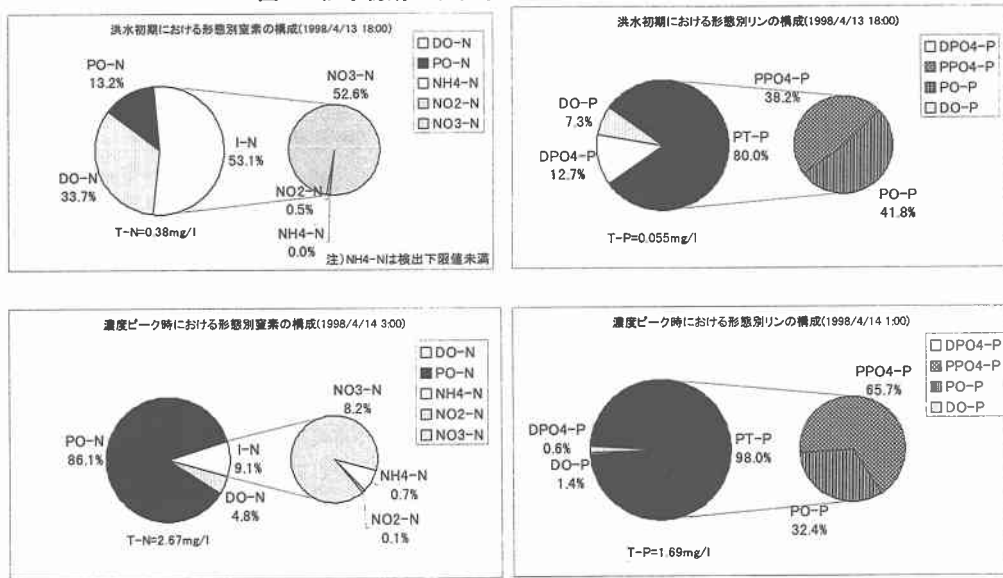 洪水初期における形態別窒素の構成(1998/4/13 18:00)
PO-N
13.2%
DO-N
33.7%
I-N
53.1%
NO3-N
52.6%
NO2-N
0.5%
NH4-N
0.0%
T-N=0.38mg/l
注)NH4-Nは検出下限値未満
DO-N
PO-N
NH4-N
NO2-N
NO3-N
洪水初期における形態別リンの構成(1998/4/13 18:00)
DO-P
7.3%
DPO4-P
12.7%
PT-P
80.0%
PPO4-P
38.2%
PO-P
41.8%
T-P=0.055mg/l
DPO4-P
PPO4-P
PO-P
DO-P
濃度ピーク時における形態別窒素の構成(1998/4/14 3:00)
PO-N
86.1%
I-N
9.1%
DO-N
4.8%
NO3-N
8.2%
NH4-N
0.7%
NO2-N
0.1%
T-N=2.67mg/l
DO-N
PO-N
NH4-N
NO2-N
NO3-N
濃度ピーク時における形態別リンの構成(1998/4/14 1:00)
DPO4-P
0.6%
DO-P
1.4%
PT-P
98.0%
PPO4-P
65.7%
PO-P
32.4%
T-P=1.69mg/l
DPO4-P
PPO4-P
PO-P
DO-P